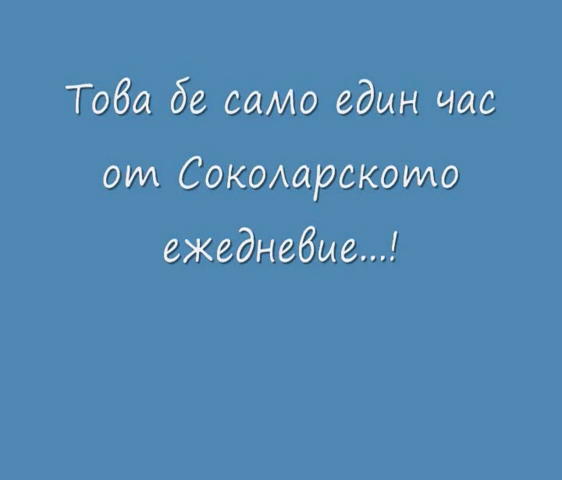 Това бе само един час
от Соколарското
ежедневие...!